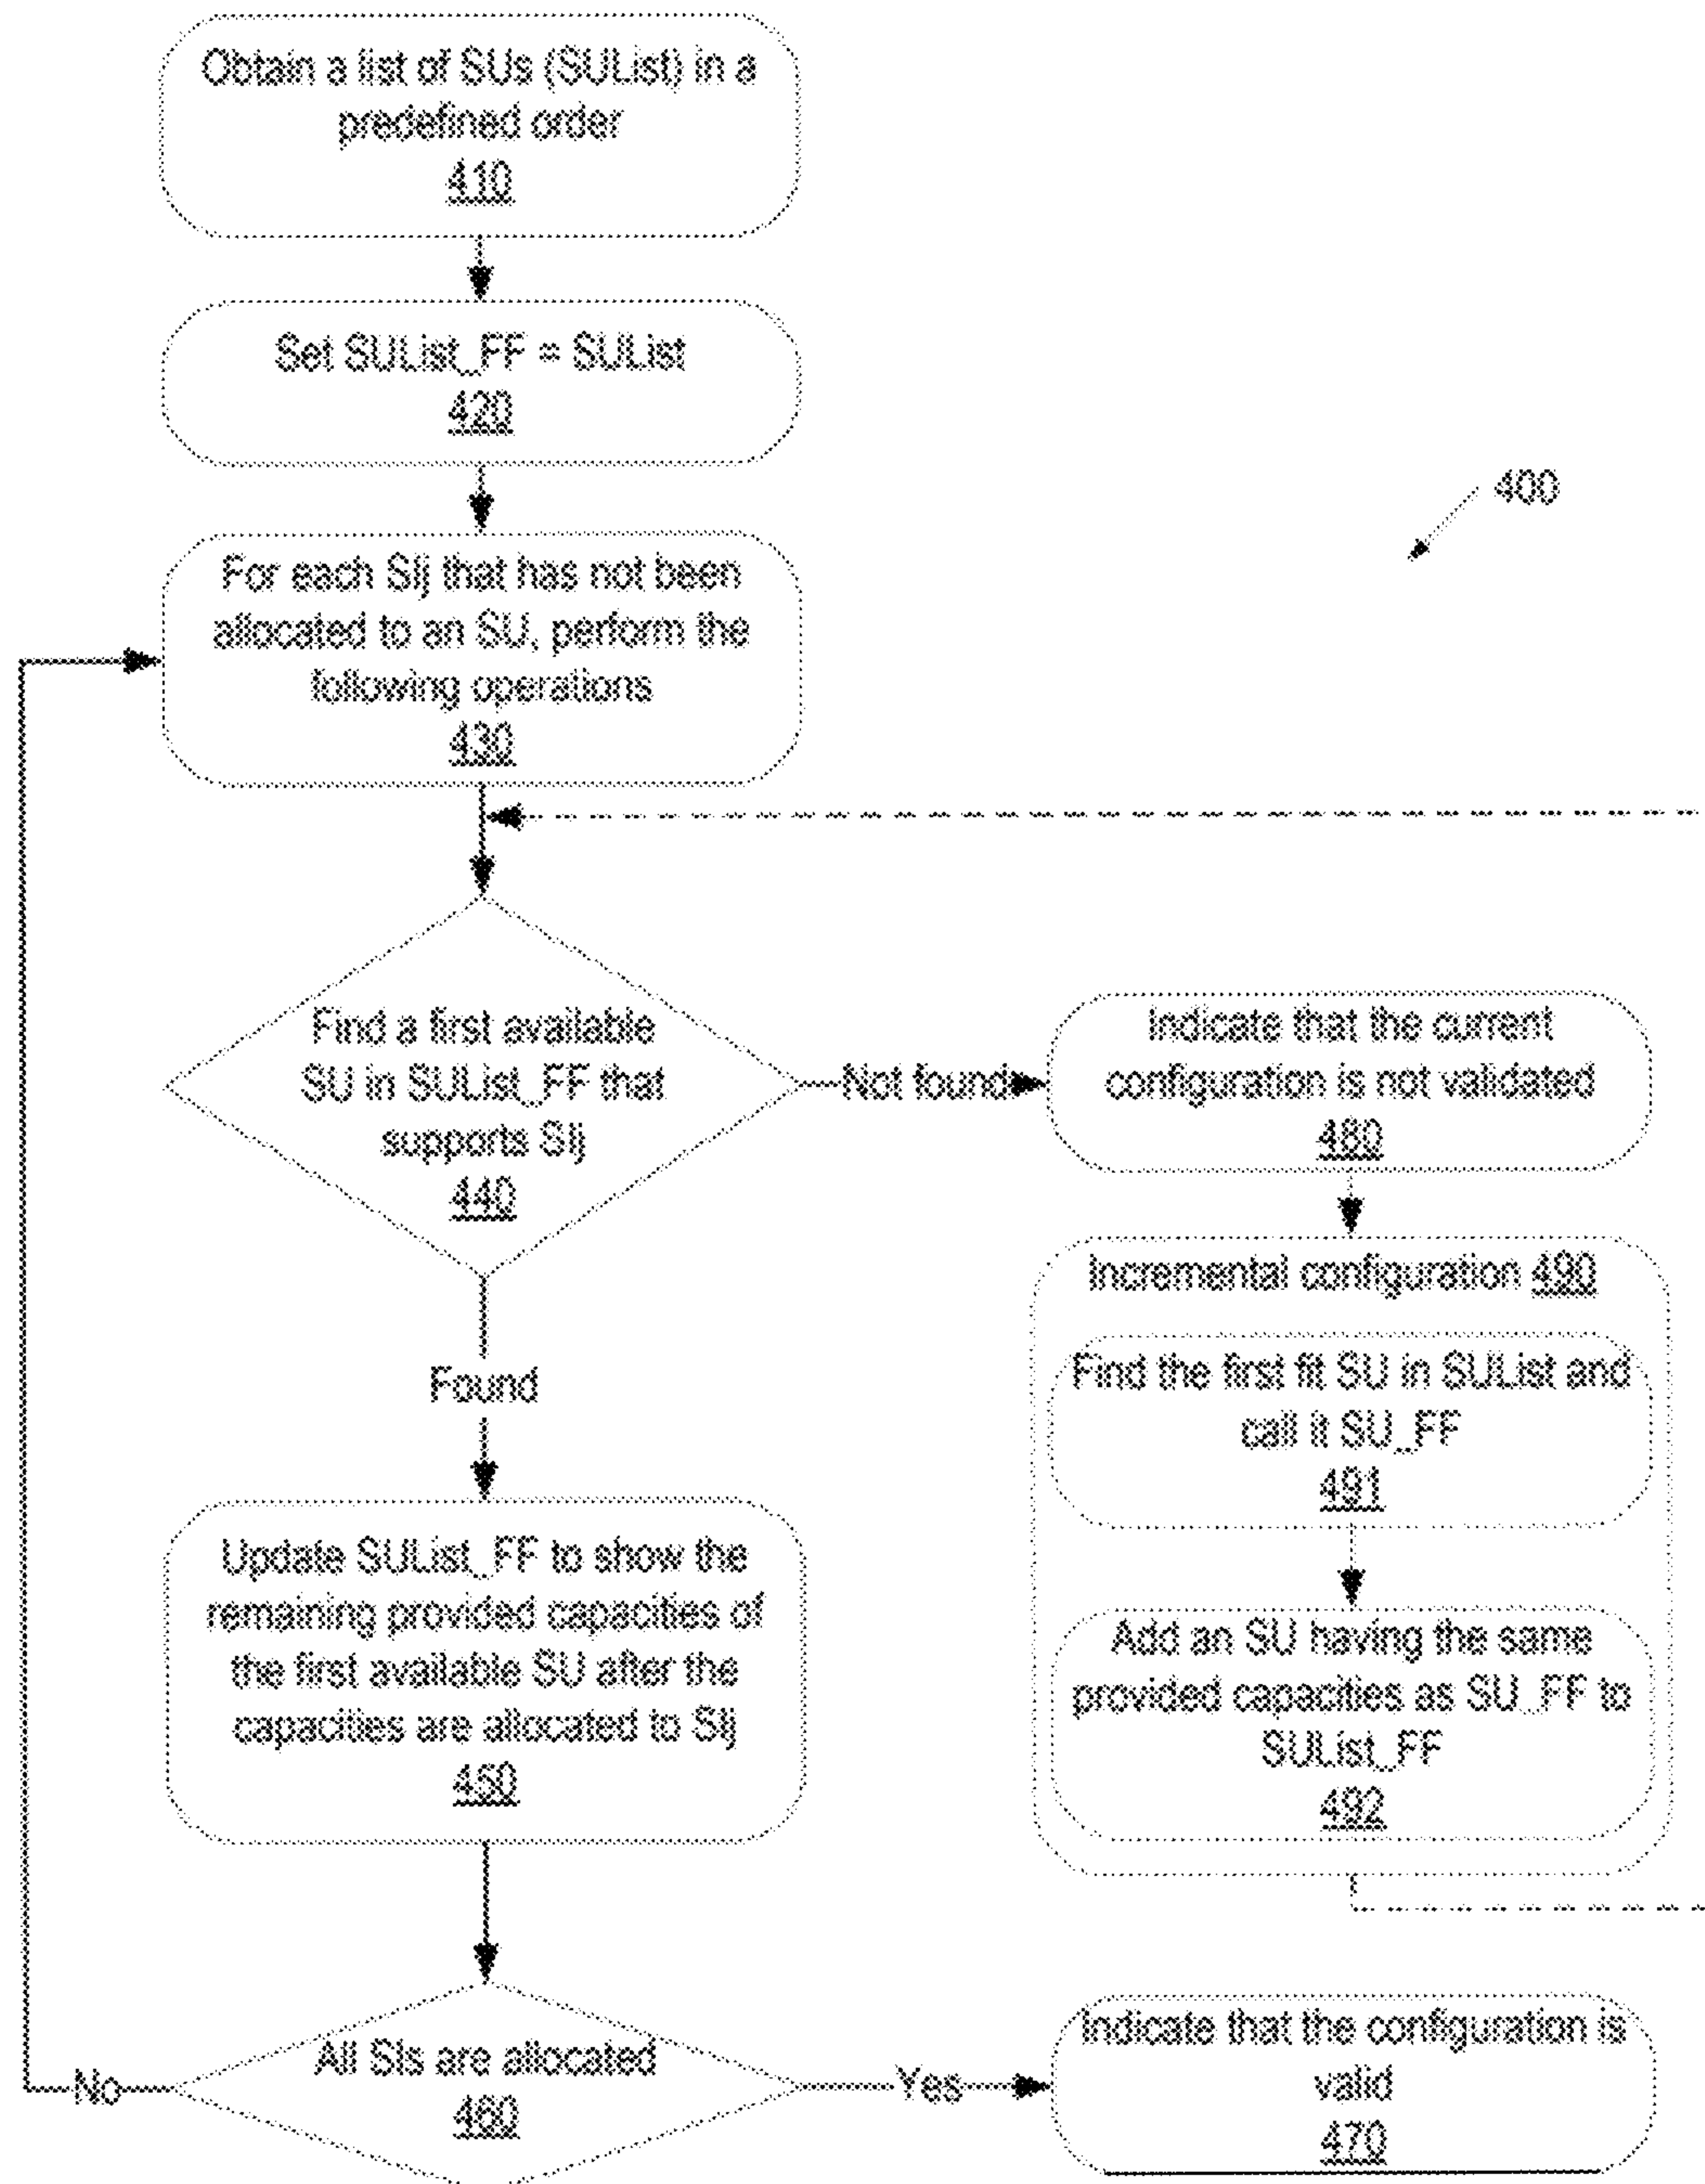 Obtain a list of SUs (SUList) in a
predefined order
410
Set SUList_FF = SUList
420
400
For each SIij that has not been
allocated to an SU, perform the
following operations
430
Find a first available
SU in SUList_FF that
supports SIj
440
Not found
Indicate that the current
configuration is not validated
480
Incremental configuration 490
Find the first fit SU in SUList and
call it SU_FF
491
Add an SU having the same
provided capacities as SU_FF to
SUList_FF
492
Found
Update SUList_FF to show the
remaining provided capacities of
the first available SU after the
capacities are allocated to SIj
450
All SIs are allocated
460
No
Yes
Indicate that the configuration is
valid
470